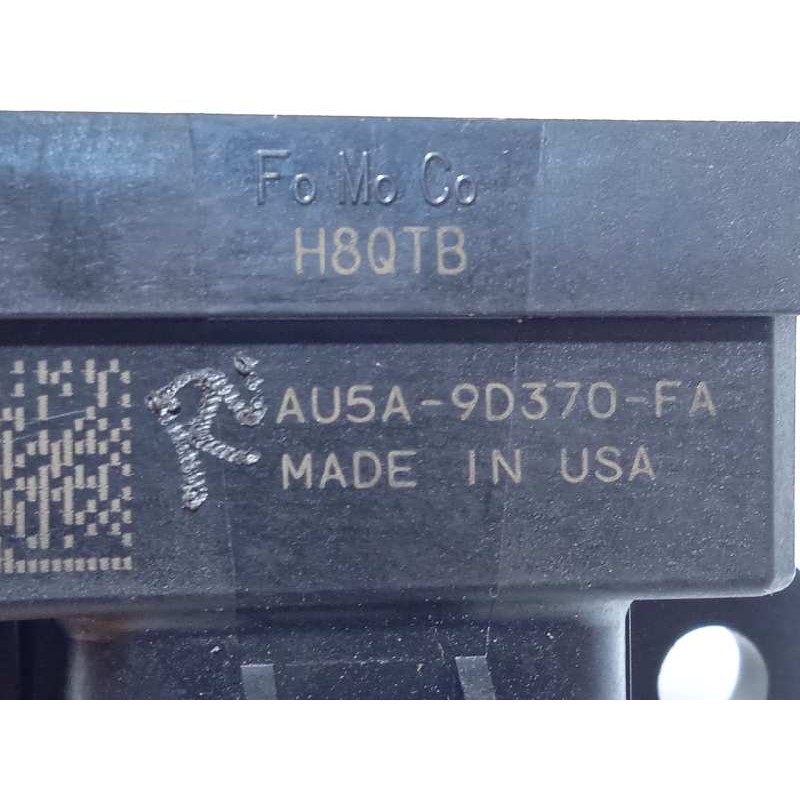 Fo Mo Co
H8QTB
AU5A-9D370-FA
MADE IN USA